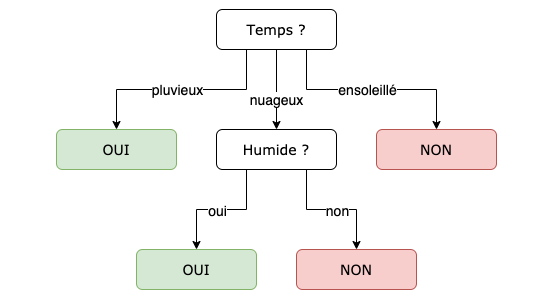 Temps ?
pluvieux
nuageux
ensoleillé
OUI
Humide ?
NON
oui
non
OUI
NON